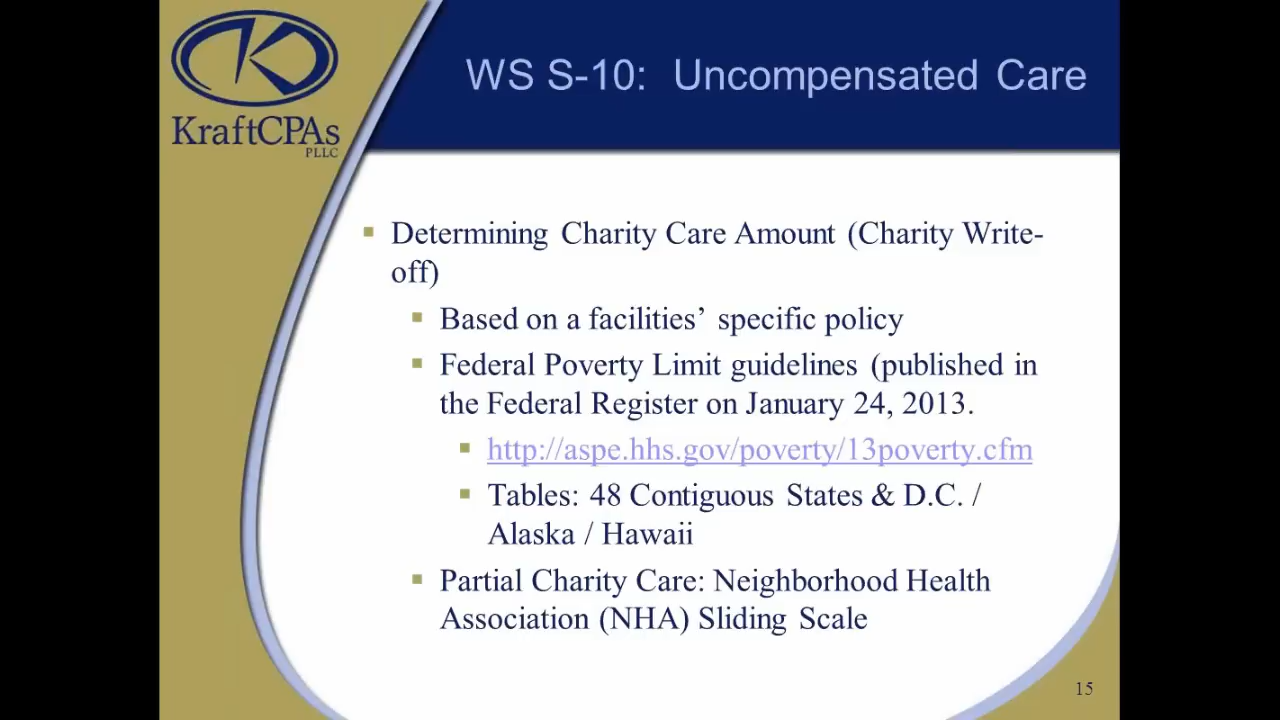 KraftCPAs
PLLC
WS S-10: Uncompensated Care
Determining Charity Care Amount (Charity Write-
off)
Based on a facilities’ specific policy
Federal Poverty Limit guidelines (published in
the Federal Register on January 24, 2013.
http://aspe.hhs.gov/poverty/13poverty.cfm
Tables: 48 Contiguous States & D.C. /
Alaska / Hawaii
Partial Charity Care: Neighborhood Health
Association (NHA) Sliding Scale
15